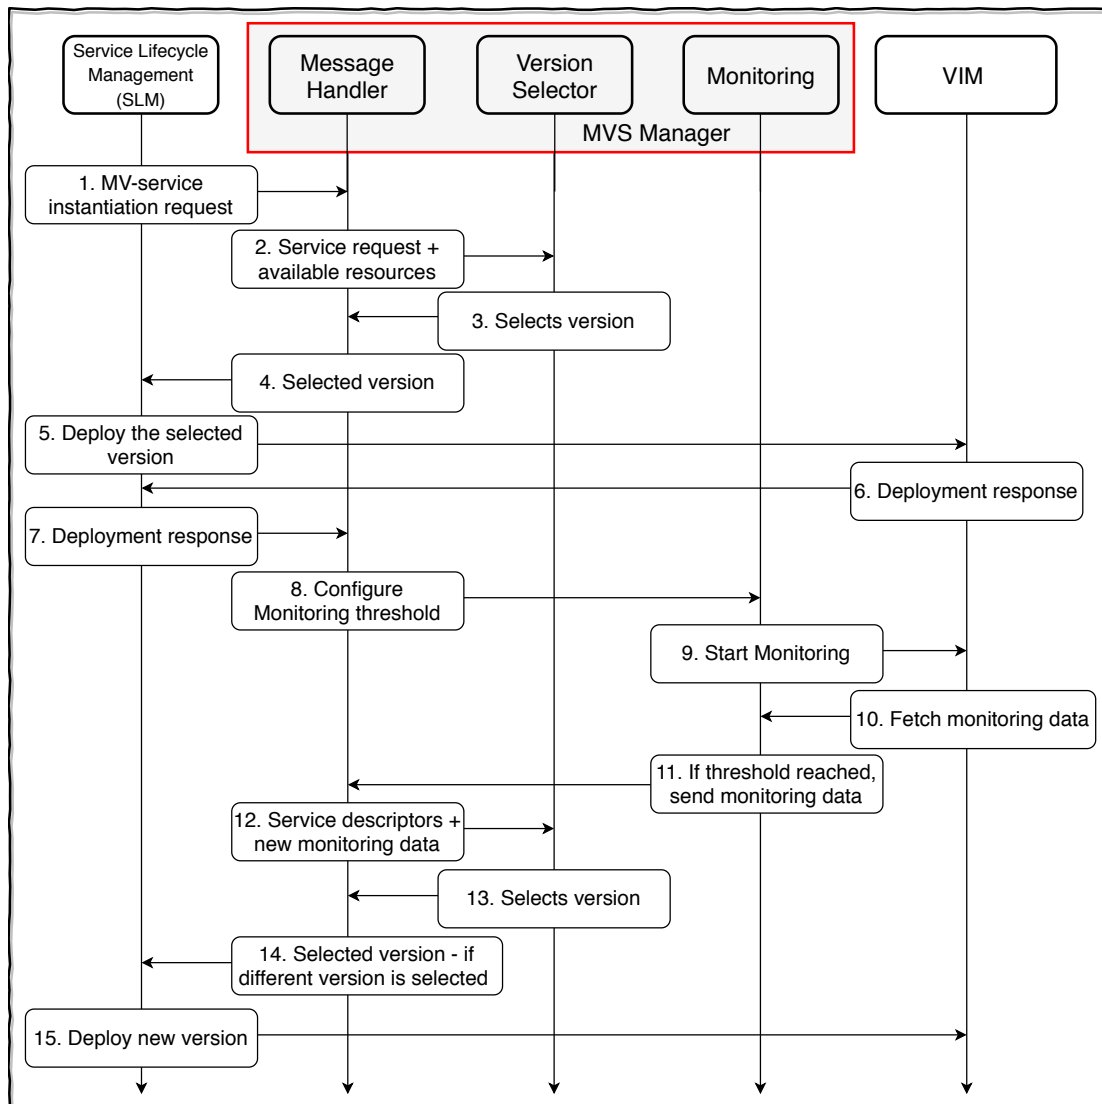 Service Lifecycle
Management
(SLM)
Message
Handler
Version
Selector
Monitoring
VIM
MVS Manager
1. MV-service
instantiation request
2. Service request +
available resources
3. Selects version
4. Selected version
5. Deploy the selected
version
6. Deployment response
7. Deployment response
8. Configure
Monitoring threshold
9. Start Monitoring
10. Fetch monitoring data
11. If threshold reached,
send monitoring data
12. Service descriptors +
new monitoring data
13. Selects version
14. Selected version - if
different version is selected
15. Deploy new version